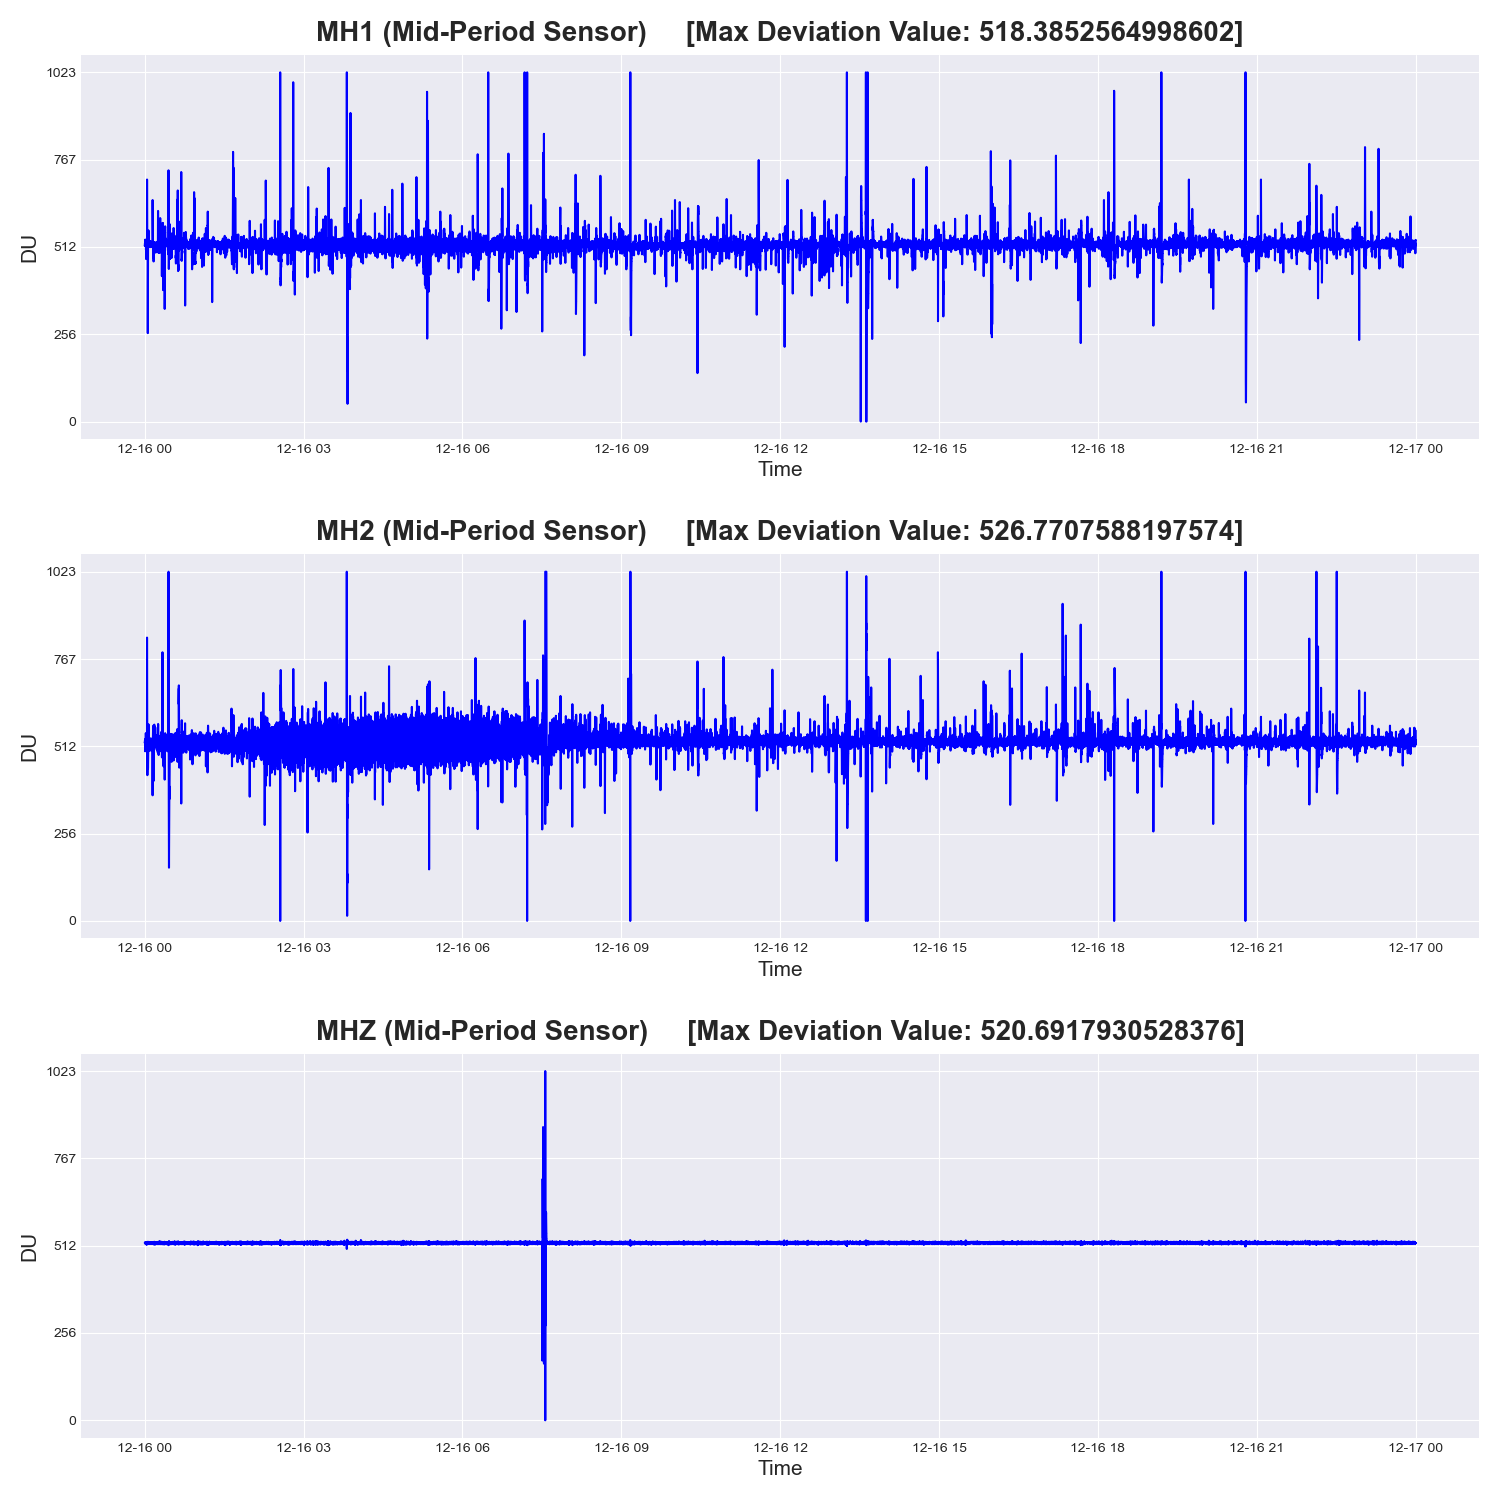 MH1 (Mid-Period Sensor) [Max Deviation Value: 518.3852564998602]
1023
767
512
256
0
DU
12-16 00 12-16 03 12-16 06 12-16 09 12-16 12 12-16 15 12-16 18 12-16 21 12-17 00
Time
MH2 (Mid-Period Sensor) [Max Deviation Value: 526.7707588197574]
1023
767
512
256
0
DU
12-16 00 12-16 03 12-16 06 12-16 09 12-16 12 12-16 15 12-16 18 12-16 21 12-17 00
Time
MHZ (Mid-Period Sensor) [Max Deviation Value: 520.6917930528376]
1023
767
512
256
0
DU
12-16 00 12-16 03 12-16 06 12-16 09 12-16 12 12-16 15 12-16 18 12-16 21 12-17 00
Time